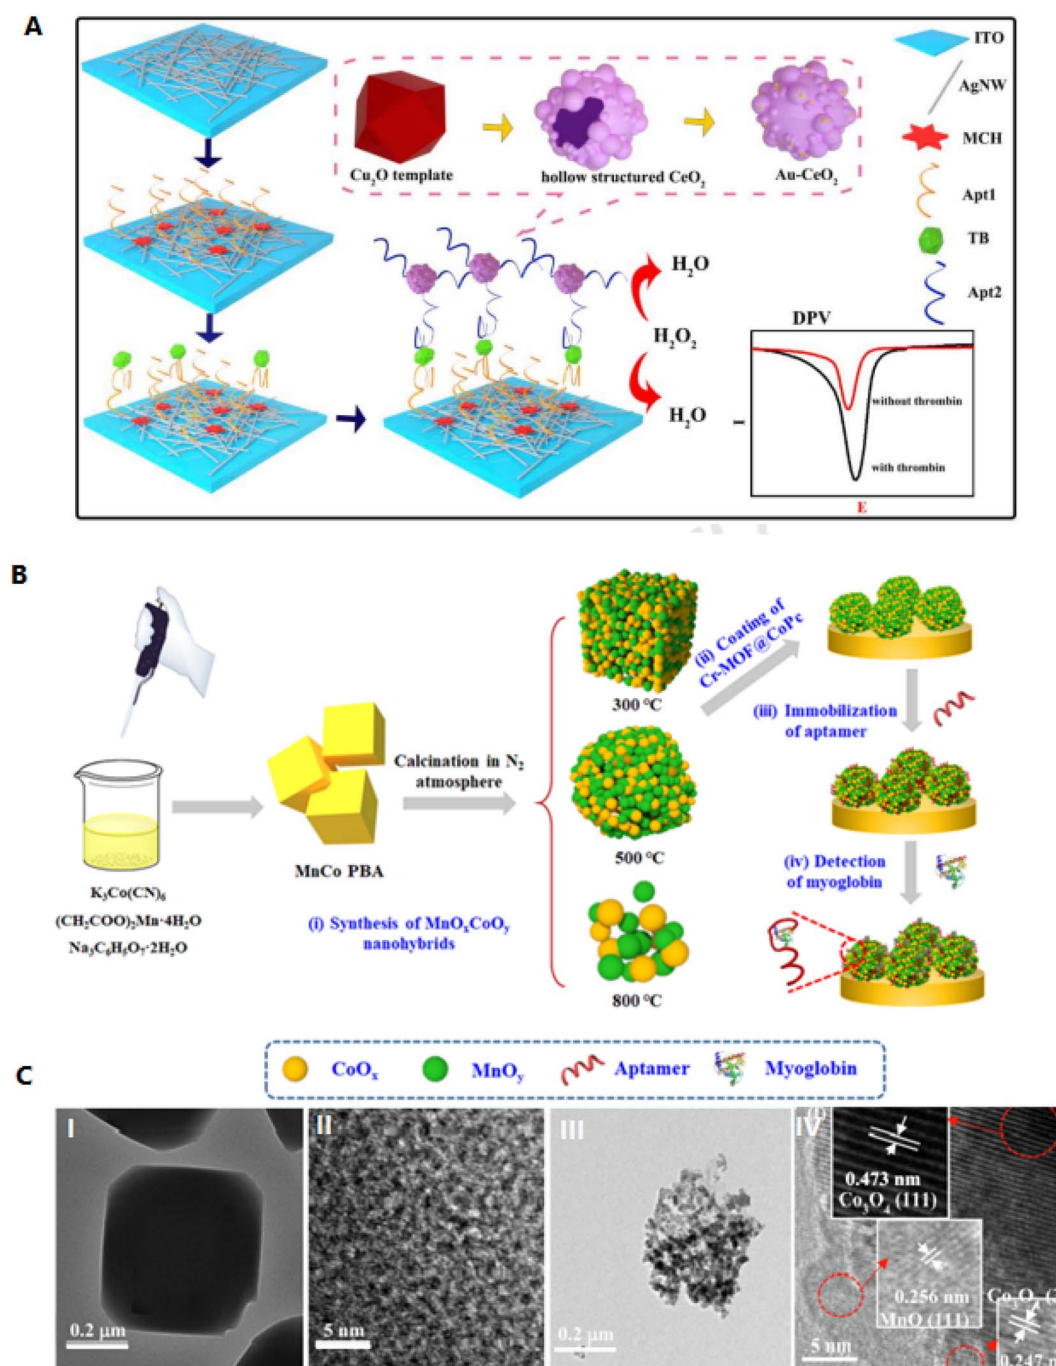 A
ITO
AgNW
MCH
Apt1
TB
Apt2
Cu2O template
hollow structured CeO2
Au-CeO2
H2O
H2O2
H2O
DPV
without thrombin
with thrombin
I
E
B
K3Co(CN)6
(CH2COO)2Mn·4H2O
Na3C6H5O7·2H2O
MnCo PBA
Calcination in N2
atmosphere
(i) Synthesis of MnOxCoOy
nanohybrids
300 °C
500 °C
800 °C
(ii) Coating of
Cr-MOF@CoPc
(iii) Immobilization
of aptamer
(iv) Detection
of myoglobin
CoOx
MnOy
Aptamer
Myoglobin
C
I
0.2 μm
II
5 nm
III
0.2 μm
IV
0.473 nm
Co3O4 (111)
0.256 nm
MnO (111)
5 nm
0.247